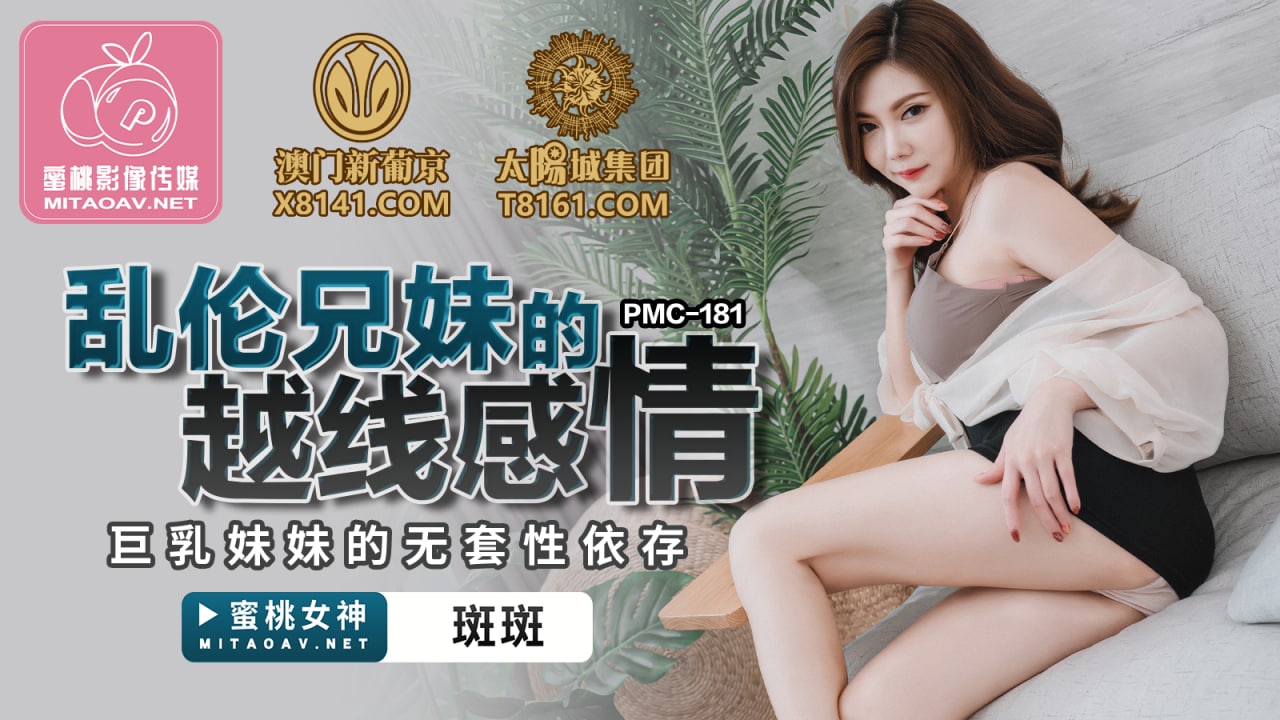 蜜桃影像传媒
MITAOAV.NET
澳门新葡京
X8141.COM
太陽城集团
T8161.COM
乱伦兄妹的
PMC-181
越线感情
巨乳妹妹的无套性依存
蜜桃女神
MITAOAV.NET
斑斑